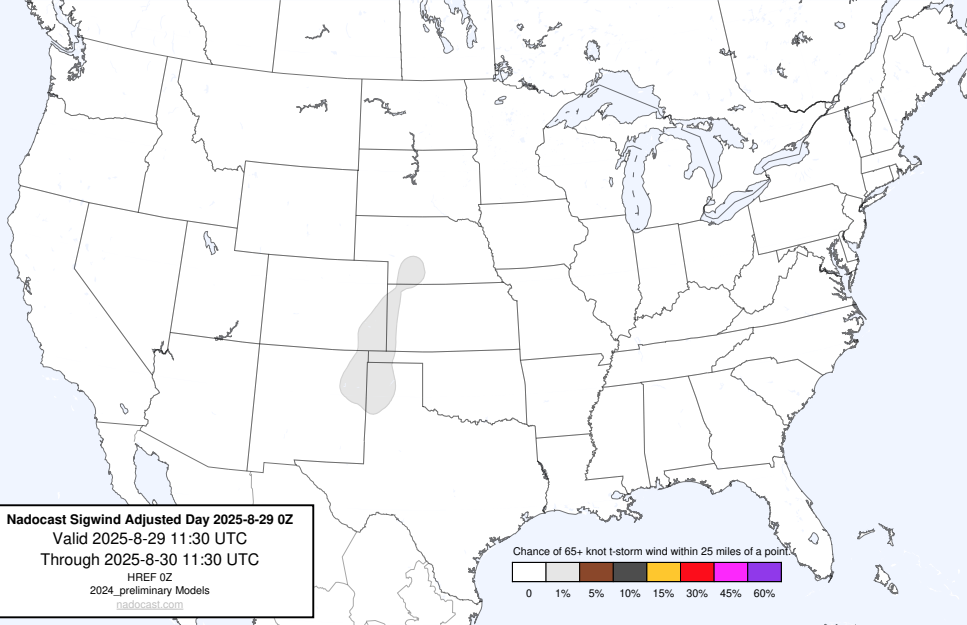 Nadocast Sigwind Adjusted Day 2025-8-29 0Z
Valid 2025-8-29 11:30 UTC
Through 2025-8-30 11:30 UTC
HREF 0Z
2024_preliminary Models
nadocast.com
Chance of 65+ knot t-storm wind within 25 miles of a point.
0 1% 5% 10% 15% 30% 45% 60%